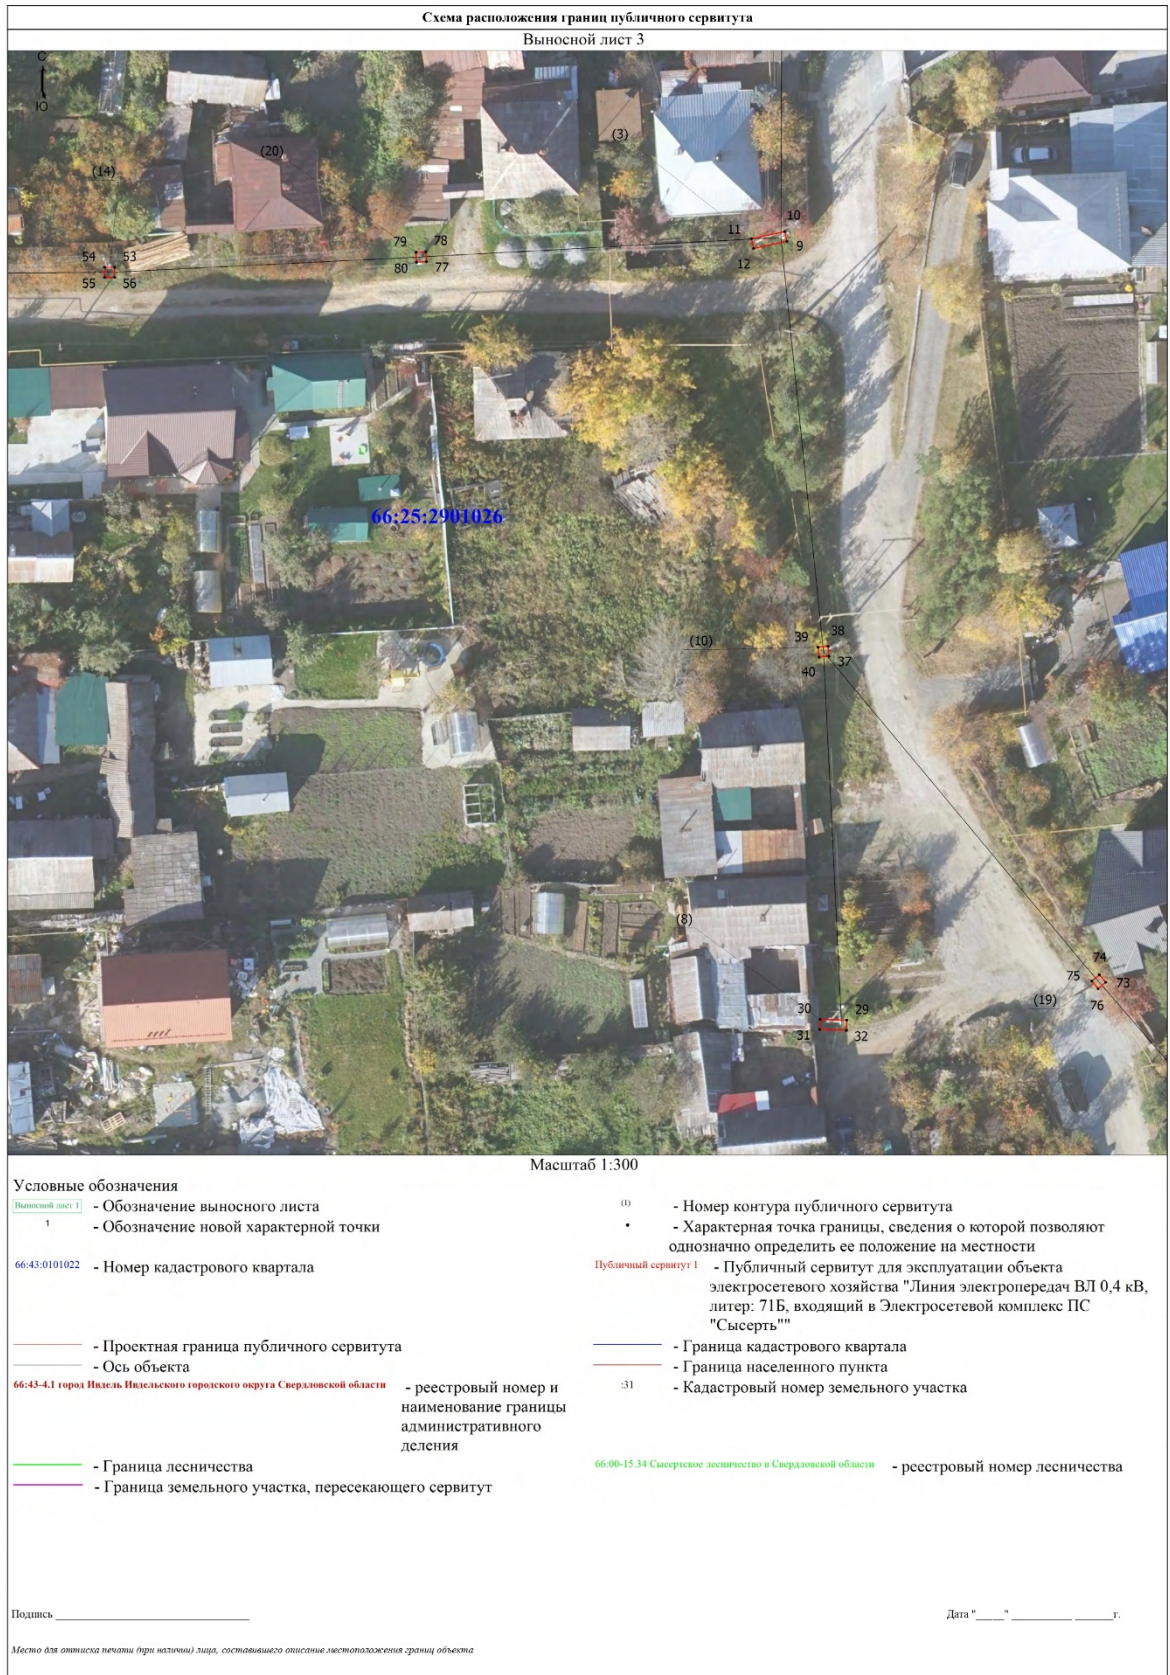 Схема расположения границ публичного сервитута
Выносной лист 3
С
Ю
(14)
(20)
(3)
10
11
9
12
79
78
80
77
54
53
55
56
66:25:2901026
39
38
(10)
37
40
(8)
74
75
73
76
(19)
30
29
31
32
Масштаб 1:300
Условные обозначения
Выносной лист 1 - Обозначение выносного листа
1 - Обозначение новой характерной точки
66:43:0101022 - Номер кадастрового квартала
- Проектная граница публичного сервитута
- Ось объекта
66:43-4.1 город Ивдель Ивдельского городского округа Свердловской области - реестровый номер и
наименование границы
административного
деления
- Граница лесничества
- Граница земельного участка, пересекающего сервитут
(1) - Номер контура публичного сервитута
- Характерная точка границы, сведения о которой позволяют
однозначно определить ее положение на местности
Публичный сервитут 1 - Публичный сервитут для эксплуатации объекта
электросетевого хозяйства "Линия электропередач ВЛ 0,4 кВ,
литер: 71Б, входящий в Электросетевой комплекс ПС
"Сысерть""
- Граница кадастрового квартала
- Граница населенного пункта
:31 - Кадастровый номер земельного участка
66:00-15.34 Сысертское лесничество в Свердловской области - реестровый номер лесничества
Подпись ____________________
Дата "_____" __________ ______г.
Место для оттиска печати (при наличии) лица, составившего описание местоположения границ объекта